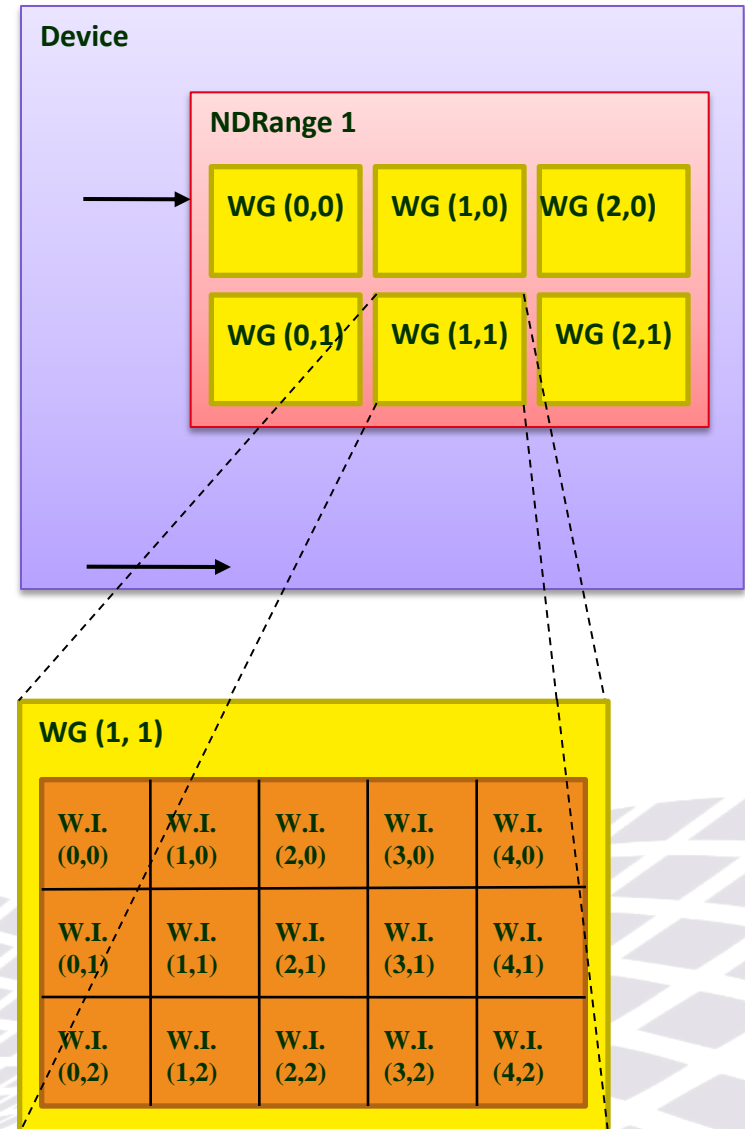 Device
NDRange 1
WG (0,0) WG (1,0) WG (2,0)
WG (0,1) WG (1,1) WG (2,1)
WG (1, 1)
W.I. W.I. W.I. W.I. W.I.
(0,0) (1,0) (2,0) (3,0) (4,0)
W.I. W.I. W.I. W.I. W.I.
(0,1) (1,1) (2,1) (3,1) (4,1)
W.I. W.I. W.I. W.I. W.I.
(0,2) (1,2) (2,2) (3,2) (4,2)